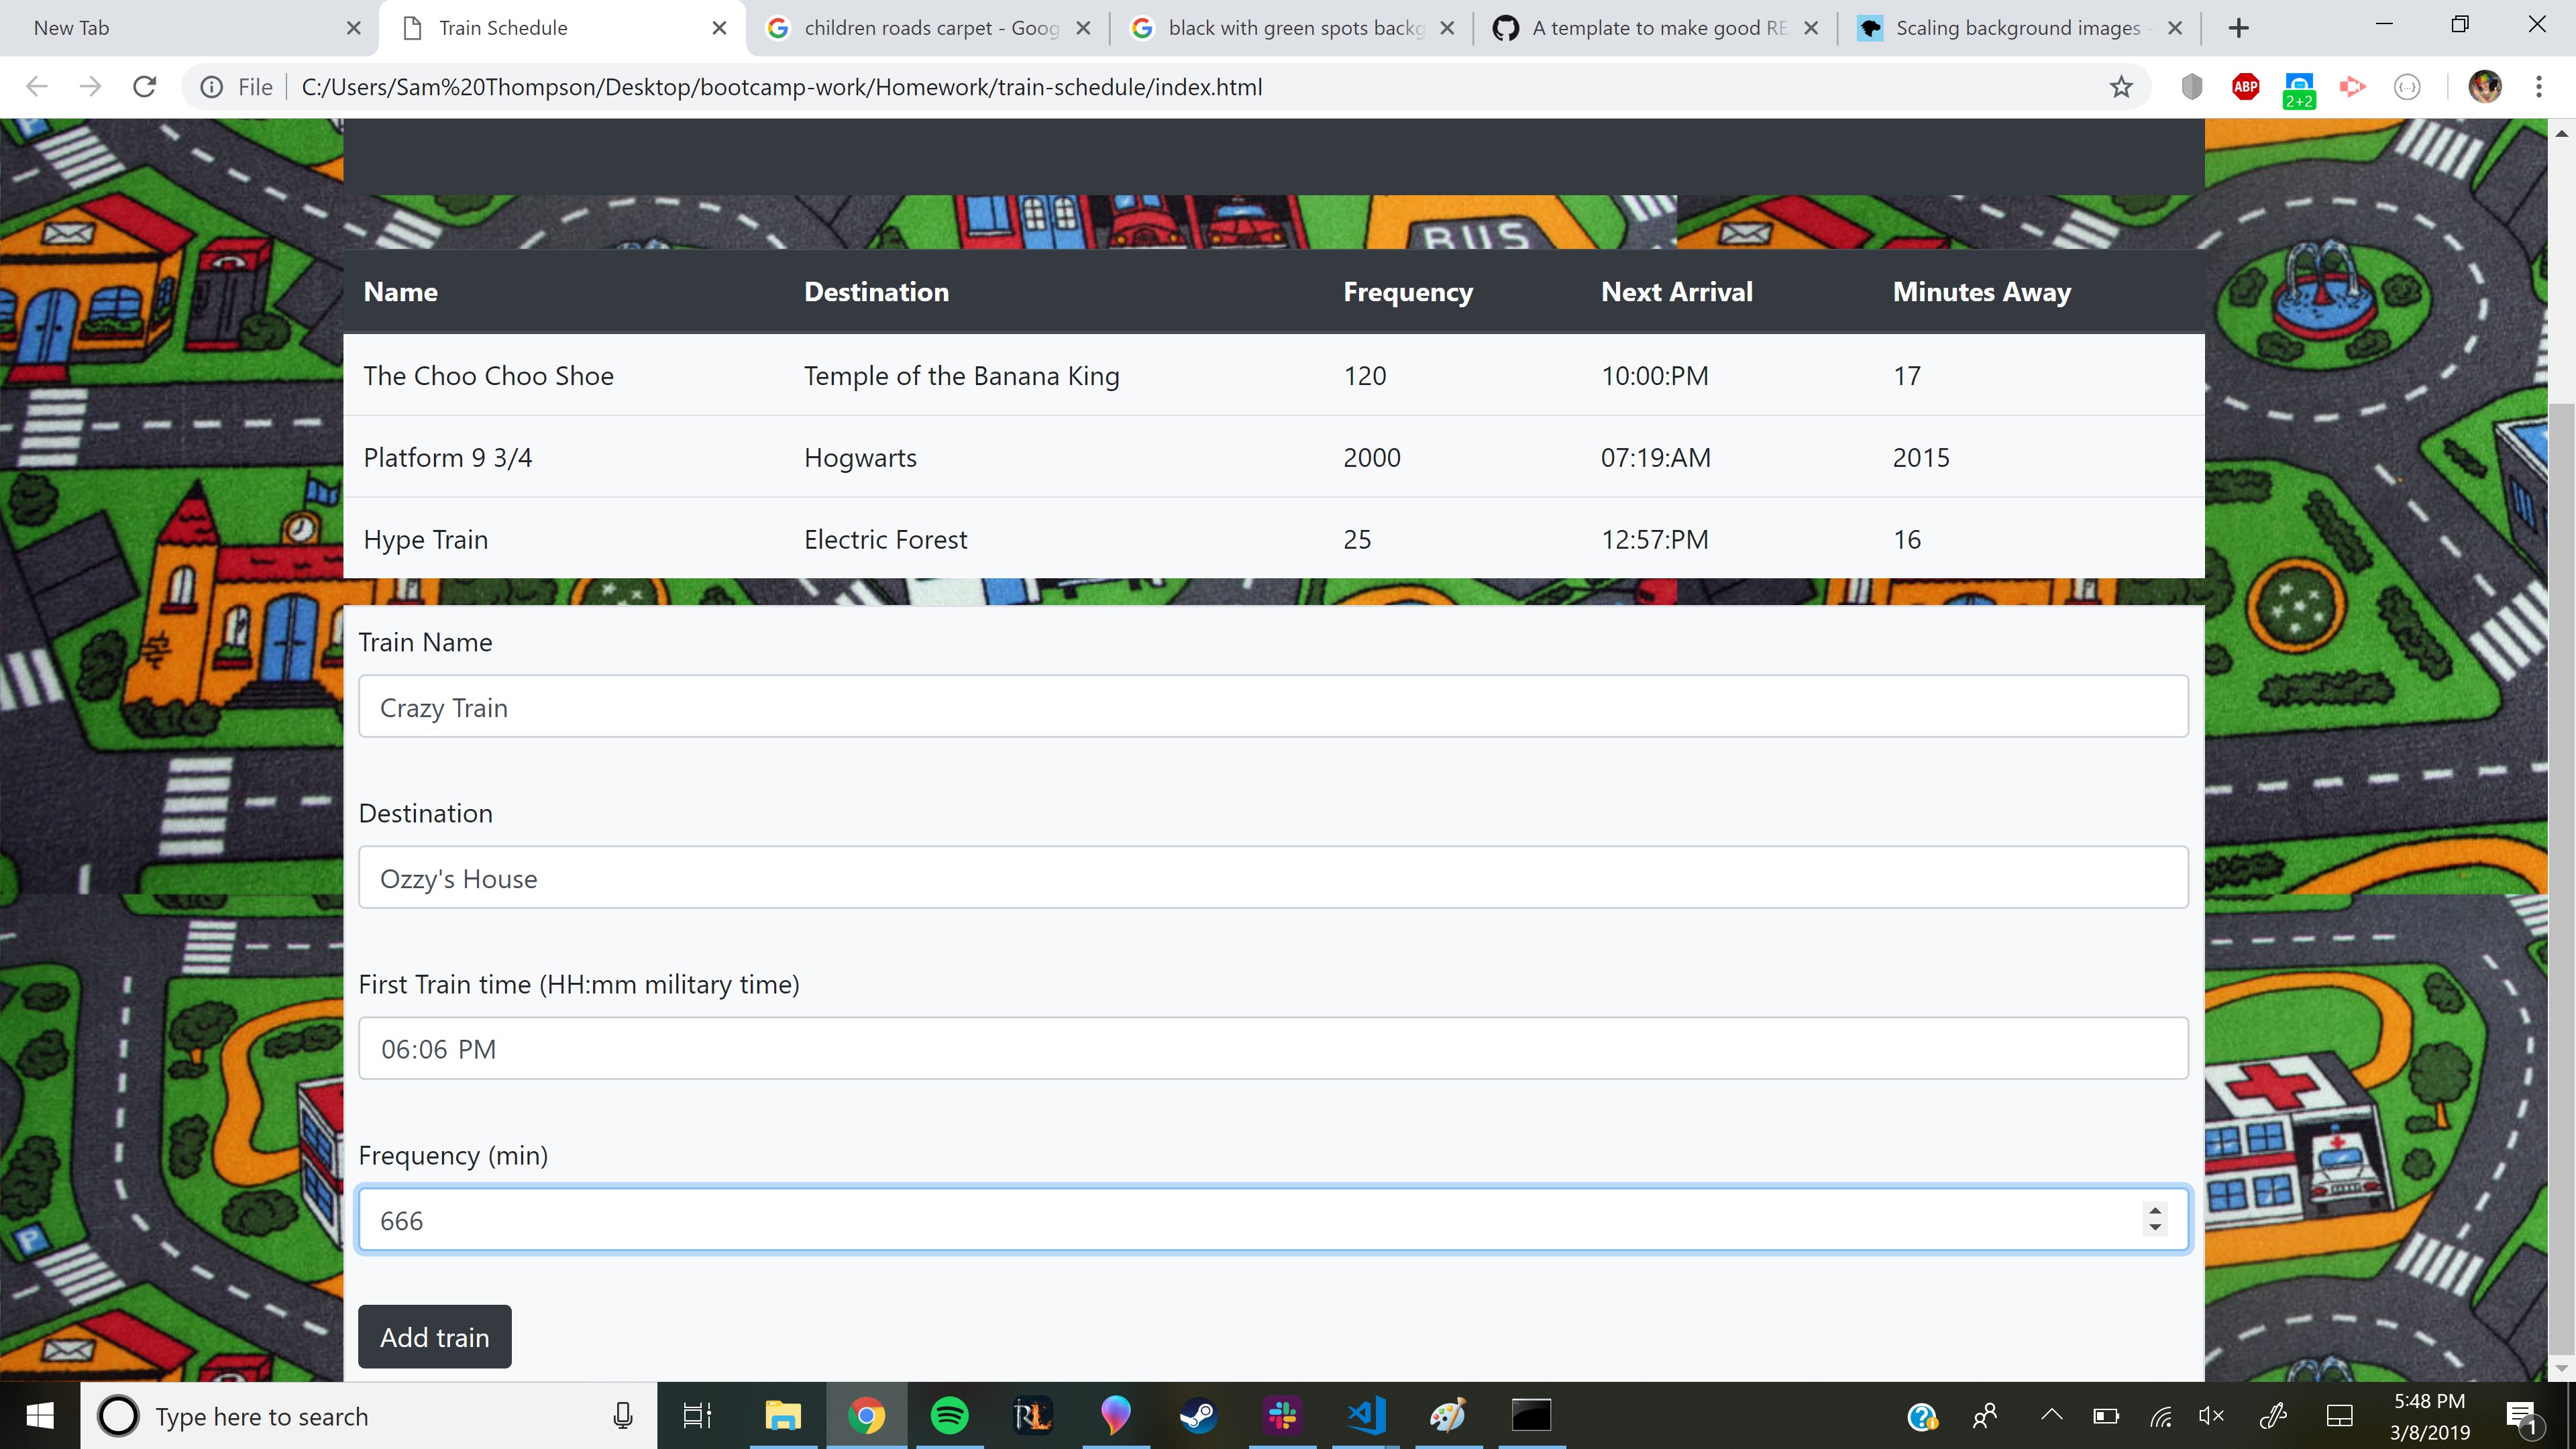 New Tab
Train Schedule
children roads carpet - Goog
black with green spots backg
A template to make good RE
Scaling background images -
File
C:/Users/Sam%20Thompson/Desktop/bootcamp-work/Homework/train-schedule/index.html
ABP
2+2
BUS
Name Destination Frequency Next Arrival Minutes Away
The Choo Choo Shoe Temple of the Banana King 120 10:00:PM 17
Platform 9 3/4 Hogwarts 2000 07:19:AM 2015
Hype Train Electric Forest 25 12:57:PM 16
Train Name
Crazy Train
Destination
Ozzy's House
First Train time (HH:mm military time)
06:06 PM
Frequency (min)
666
Add train
P
Type here to search
RL
5:48 PM
3/8/2019
1